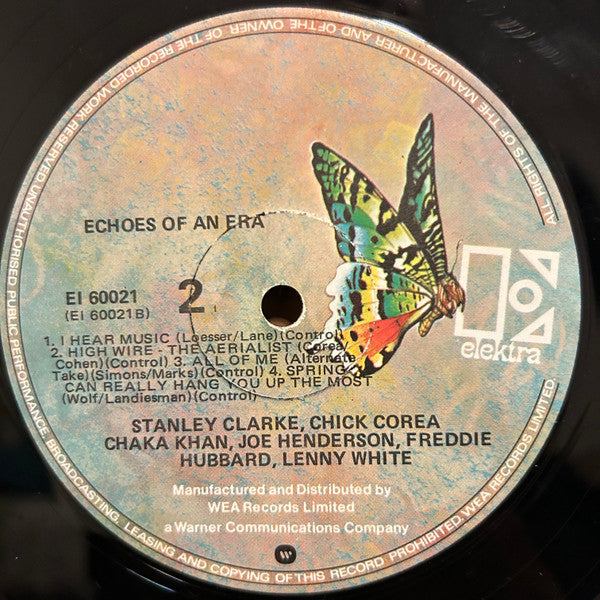 ALL RIGHTS OF THE MANUFACTURER AND OF THE OWNER OF THE RECORDED WORK RESERVED UNAUTHORISED PUBLIC PERFORMANCE, BROADCASTING, LEASING AND COPYING OF THIS RECORD PROHIBITED. WEA RECORDS LIMITED.
ECHOES OF AN ERA
EI 60021
(EI 60021B)
2
elektra
1. I HEAR MUSIC (Loesser/Lane)(Control)
2. HIGH WIRE - THE AERIALIST (Corea/
Cohen)(Control) 3. ALL OF ME (Alternate
Take)(Simons/Marks)(Control) 4. SPRING
CAN REALLY HANG YOU UP THE MOST
(Wolf/Landiesman)(Control)
STANLEY CLARKE, CHICK COREA
CHAKA KHAN, JOE HENDERSON, FREDDIE
HUBBARD, LENNY WHITE
Manufactured and Distributed by
WEA Records Limited
a Warner Communications Company